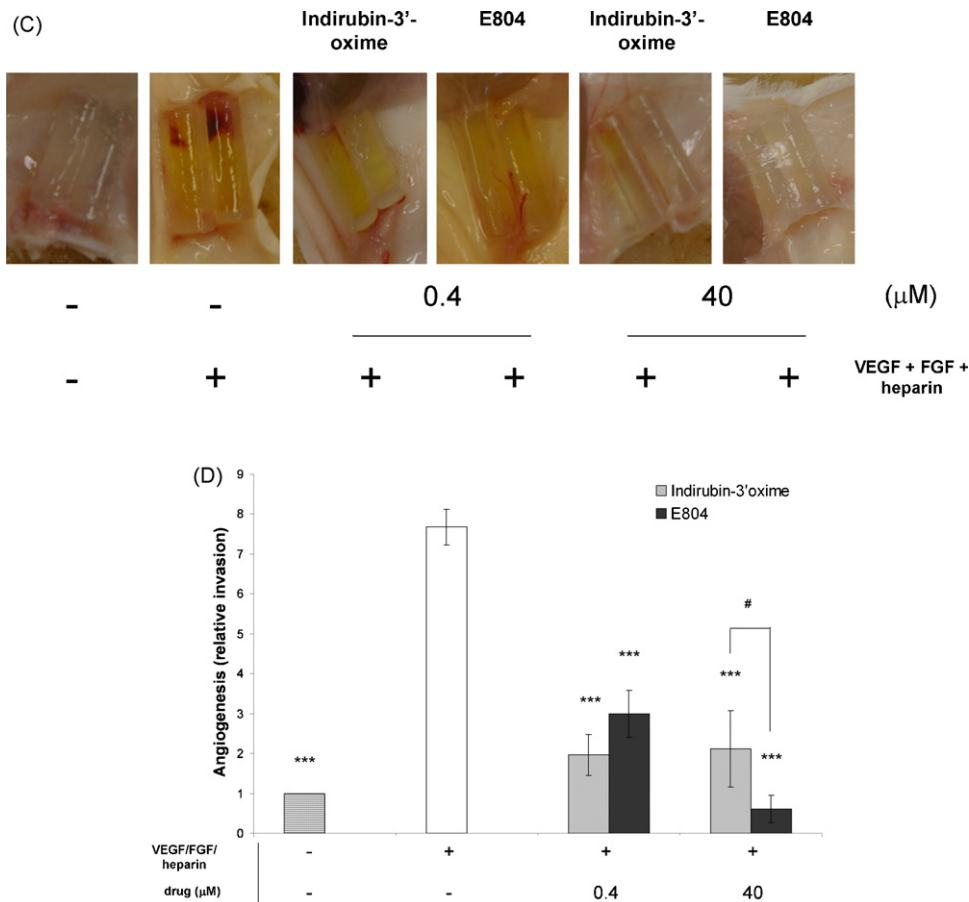 (C)
Indirubin-3'-
oxime
E804
Indirubin-3'-
oxime
E804
- - 0.4 40 (μM)
- + + + + + VEGF + FGF +
heparin
(D)
Angiogenesis (relative invasion)
9
8
7
6
5
4
3
2
1
0
Indirubin-3'oxime
E804
***
***
***
#
***
***
VEGF/FGF/
heparin
- + + +
drug (μM) - - 0.4 40